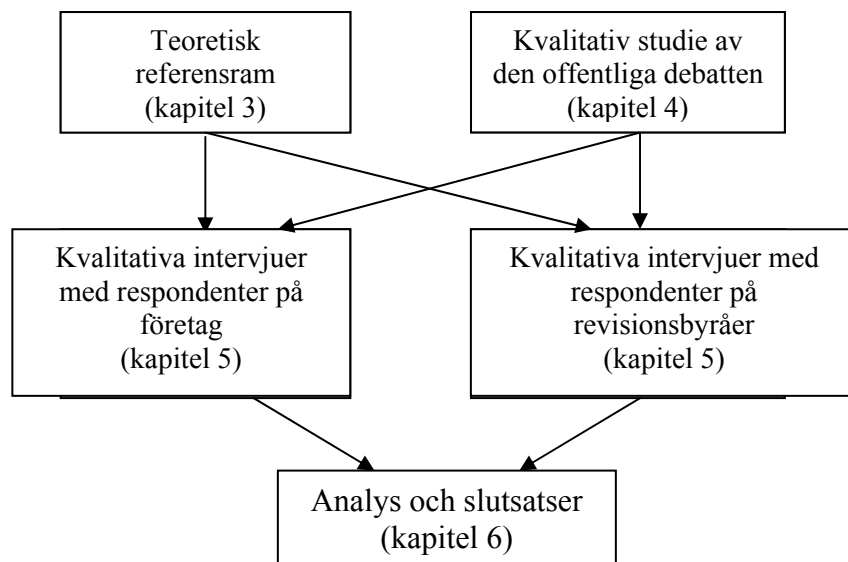 Teoretisk
referensram
(kapitel 3)
Kvalitativ studie av
den offentliga debatten
(kapitel 4)
Kvalitativa intervjuer
med respondenter på
företag
(kapitel 5)
Kvalitativa intervjuer med
respondenter på
revisionsbyråer
(kapitel 5)
Analys och slutsatser
(kapitel 6)